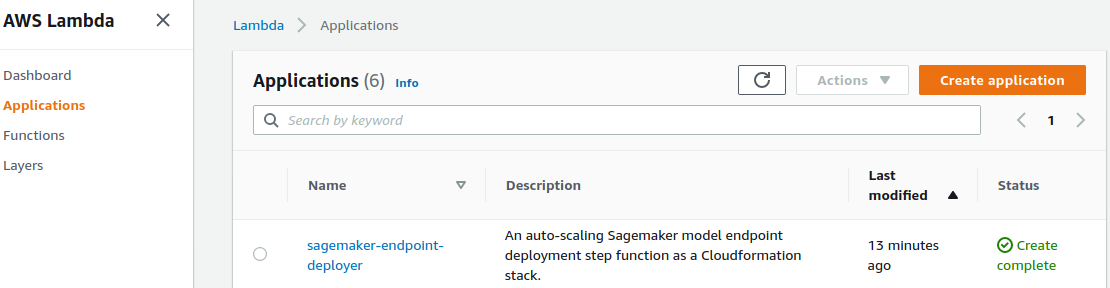 AWS Lambda
Dashboard
Applications
Functions
Layers
Lambda
Applications
Applications (6) Info
Actions
Create application
Search by keyword
1
Name
Description
Last
modified
Status
sagemaker-endpoint-
deployer
An auto-scaling Sagemaker model endpoint
deployment step function as a Cloudformation
stack.
13 minutes
ago
Create
complete